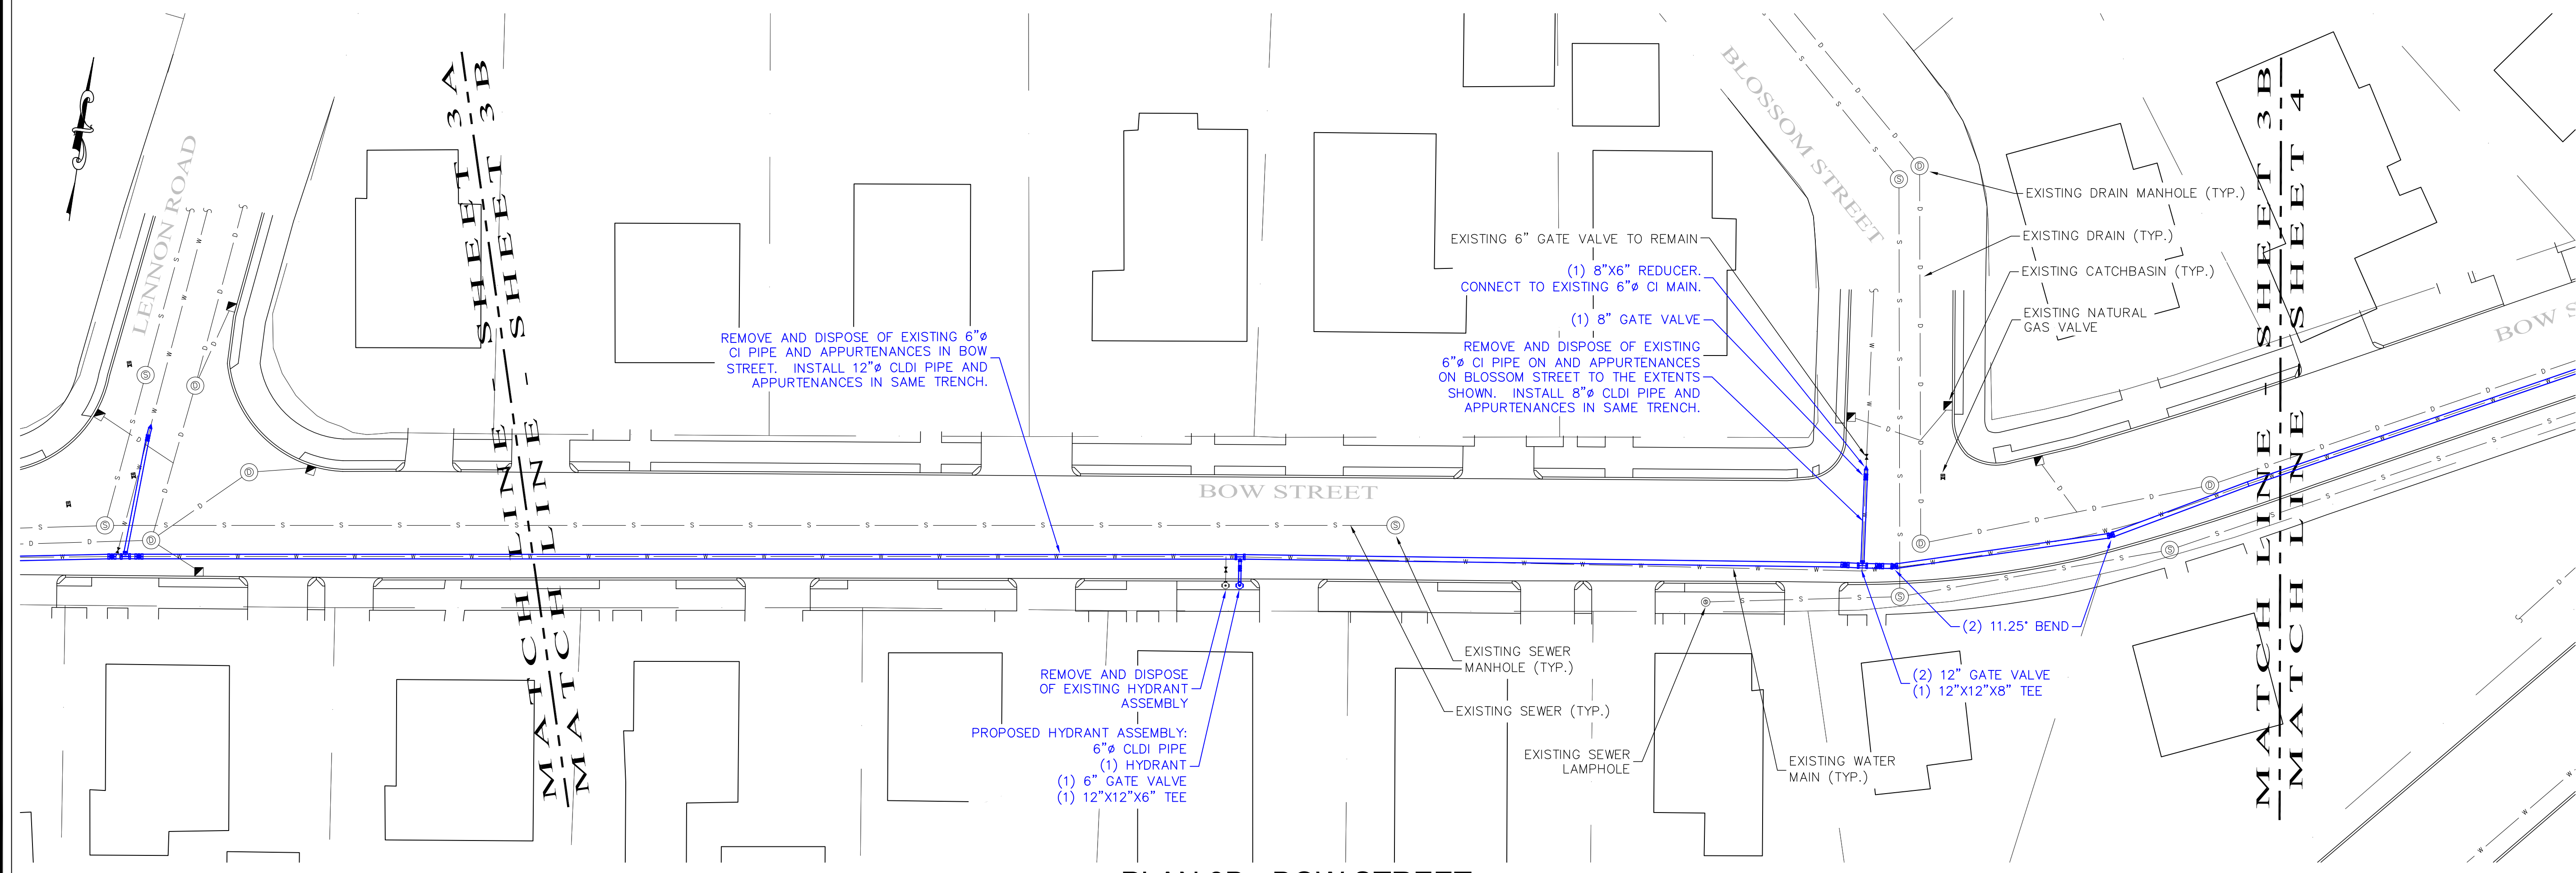 LENNON ROAD
MATCH LINE - SHEET 3A
MATCH LINE - SHEET 3B
REMOVE AND DISPOSE OF EXISTING 6"ø
CI PIPE AND APPURTENANCES IN BOW
STREET. INSTALL 12"ø CLDI PIPE AND
APPURTENANCES IN SAME TRENCH.
BOW STREET
BLOSSOM STREET
EXISTING 6" GATE VALVE TO REMAIN
(1) 8"X6" REDUCER.
CONNECT TO EXISTING 6"ø CI MAIN.
(1) 8" GATE VALVE
REMOVE AND DISPOSE OF EXISTING
6"ø CI PIPE ON AND APPURTENANCES
ON BLOSSOM STREET TO THE EXTENTS
SHOWN. INSTALL 8"ø CLDI PIPE AND
APPURTENANCES IN SAME TRENCH.
EXISTING DRAIN MANHOLE (TYP.)
EXISTING DRAIN (TYP.)
EXISTING CATCHBASIN (TYP.)
EXISTING NATURAL
GAS VALVE
MATCH LINE - SHEET 3B
MATCH LINE - SHEET 4
BOW S
REMOVE AND DISPOSE
OF EXISTING HYDRANT
ASSEMBLY
PROPOSED HYDRANT ASSEMBLY:
6"ø CLDI PIPE
(1) HYDRANT
(1) 6" GATE VALVE
(1) 12"X12"X6" TEE
EXISTING SEWER
MANHOLE (TYP.)
EXISTING SEWER (TYP.)
EXISTING SEWER
LAMPHOLE
EXISTING WATER
MAIN (TYP.)
(2) 11.25° BEND
(2) 12" GATE VALVE
(1) 12"X12"X8" TEE
PLAN 3B - BOW STREET